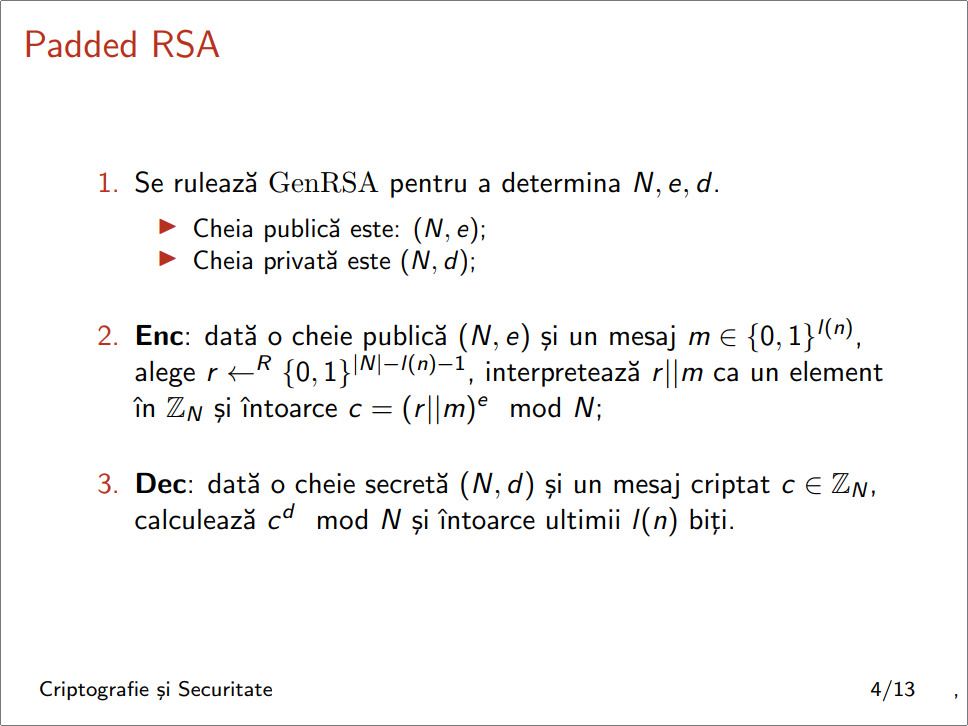 Padded RSA
1. Se rulează GenRSA pentru a determina N, e, d.
▶ Cheia publică este: (N, e);
▶ Cheia privată este (N, d);
2. Enc: dată o cheie publică (N, e) și un mesaj m ∈ {0, 1}^{l(n)},
alege r ←^R {0, 1}^{|N|−l(n)−1}, interpretează r||m ca un element
în ℤ_N și întoarce c = (r||m)^e mod N;
3. Dec: dată o cheie secretă (N, d) și un mesaj criptat c ∈ ℤ_N,
calculează c^d mod N și întoarce ultimii l(n) biți.
Criptografie și Securitate 4/13 ,